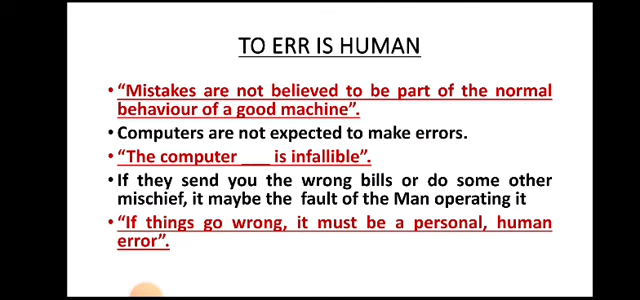 TO ERR IS HUMAN
• “Mistakes are not believed to be part of the normal
behaviour of a good machine”.
• Computers are not expected to make errors.
• “The computer ___ is infallible”.
• If they send you the wrong bills or do some other
mischief, it maybe the fault of the Man operating it
• “If things go wrong, it must be a personal, human
error”.